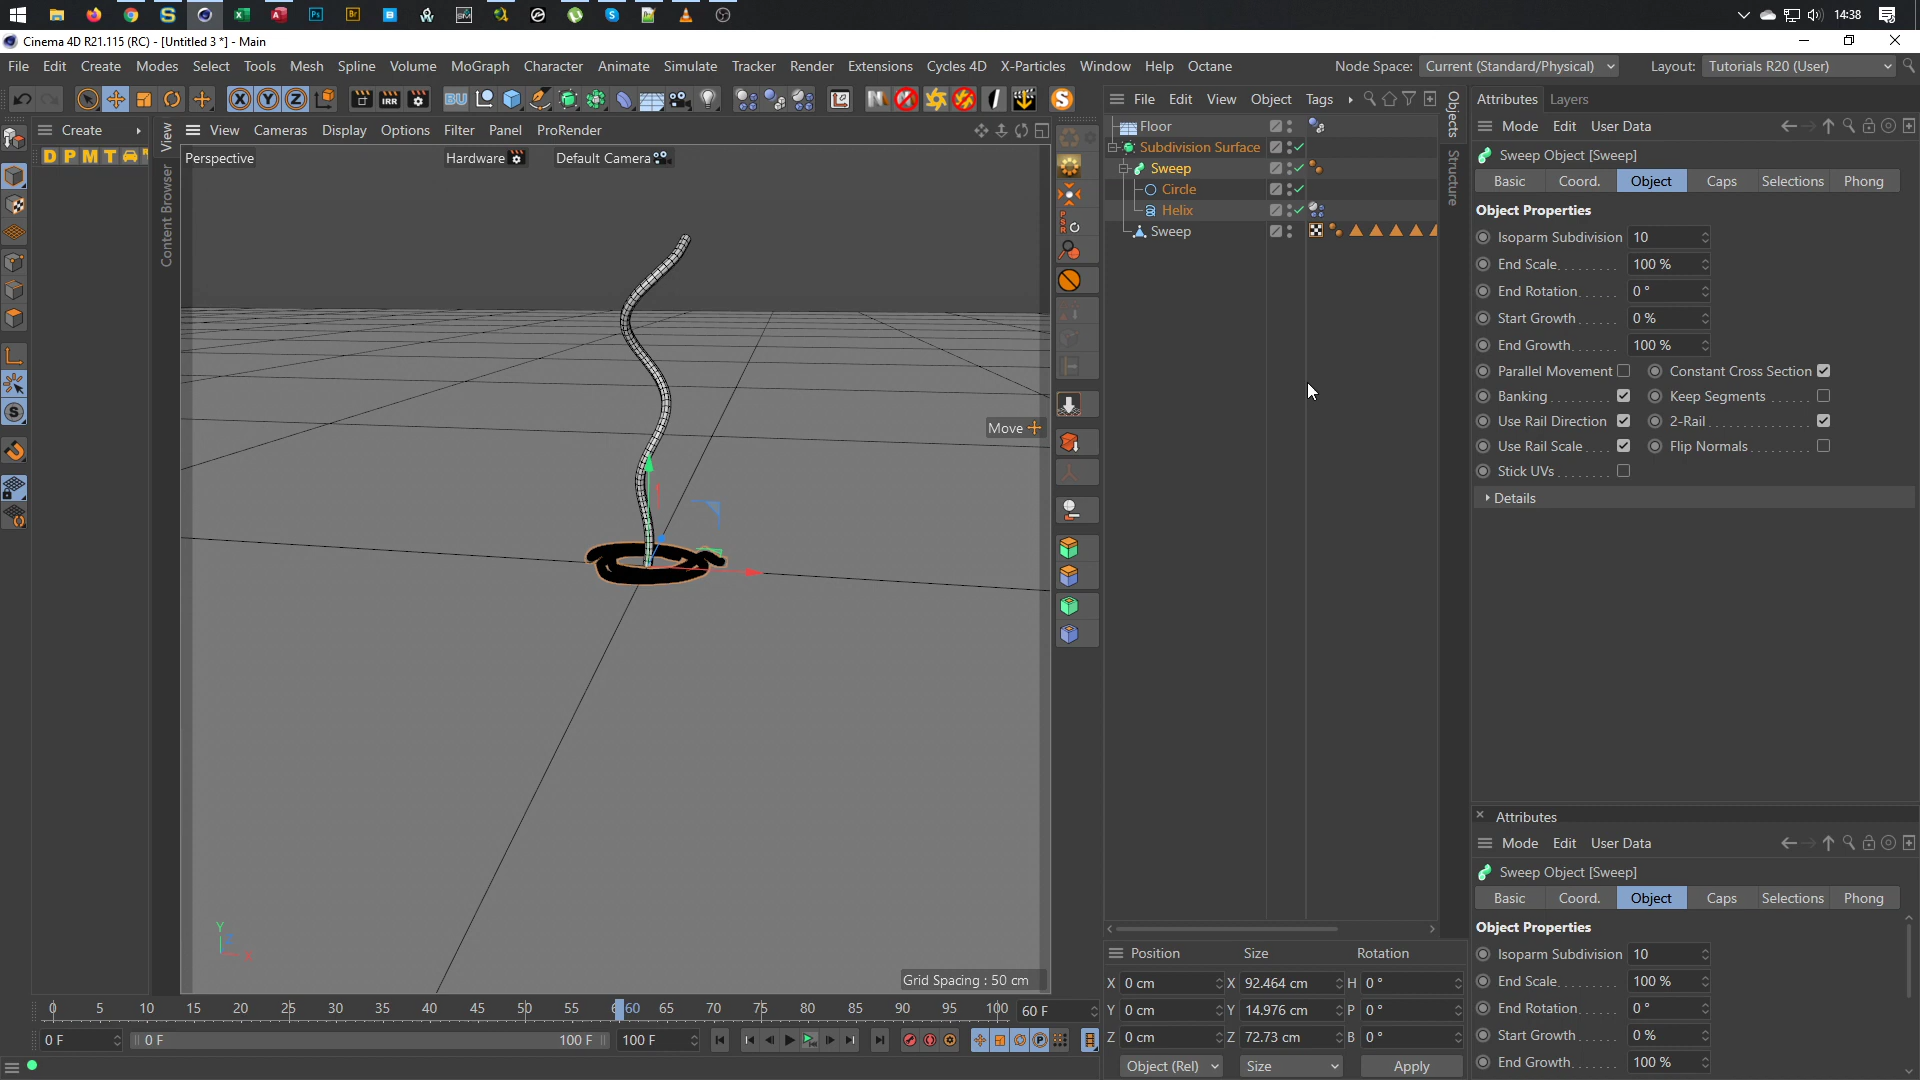 14:38
Cinema 4D R21.115 (RC) - [Untitled 3 *] - Main
File Edit Create Modes Select Tools Mesh Spline Volume MoGraph Character Animate Simulate Tracker Render Extensions Cycles 4D X-Particles Window Help Octane
Node Space: Current (Standard/Physical) Layout: Tutorials R20 (User)
File Edit View Object Tags
Attributes Layers
Create
View Cameras Display Options Filter Panel ProRender
Mode Edit User Data
D P M T
View
Content Browser
Perspective
Hardware
Default Camera
Objects
Structure
Floor
Subdivision Surface
Sweep
Circle
Helix
Sweep
Sweep Object [Sweep]
Basic Coord. Object Caps Selections Phong
Object Properties
Isoparm Subdivision 10
End Scale. . . . . . . . 100 %
End Rotation. . . . . . 0 °
Start Growth. . . . . . 0 %
End Growth. . . . . . . 100 %
Parallel Movement Constant Cross Section
Banking. . . . . . . . . Keep Segments
Use Rail Direction 2-Rail
Use Rail Scale. . . . Flip Normals
Stick UVs
Details
Move
Y
Z
X
Grid Spacing : 50 cm
Attributes
Mode Edit User Data
Sweep Object [Sweep]
Basic Coord. Object Caps Selections Phong
Object Properties
Isoparm Subdivision 10
End Scale. . . . . . . . 100 %
End Rotation. . . . . . 0 °
Start Growth. . . . . . 0 %
End Growth. . . . . . . 100 %
Position Size Rotation
X 0 cm X 92.464 cm H 0 °
Y 0 cm Y 14.976 cm P 0 °
Z 0 cm Z 72.73 cm B 0 °
Object (Rel) Size Apply
0 5 10 15 20 25 30 35 40 45 50 55 60 65 70 75 80 85 90 95 100 60 F
0 F 0 F 100 F 100 F